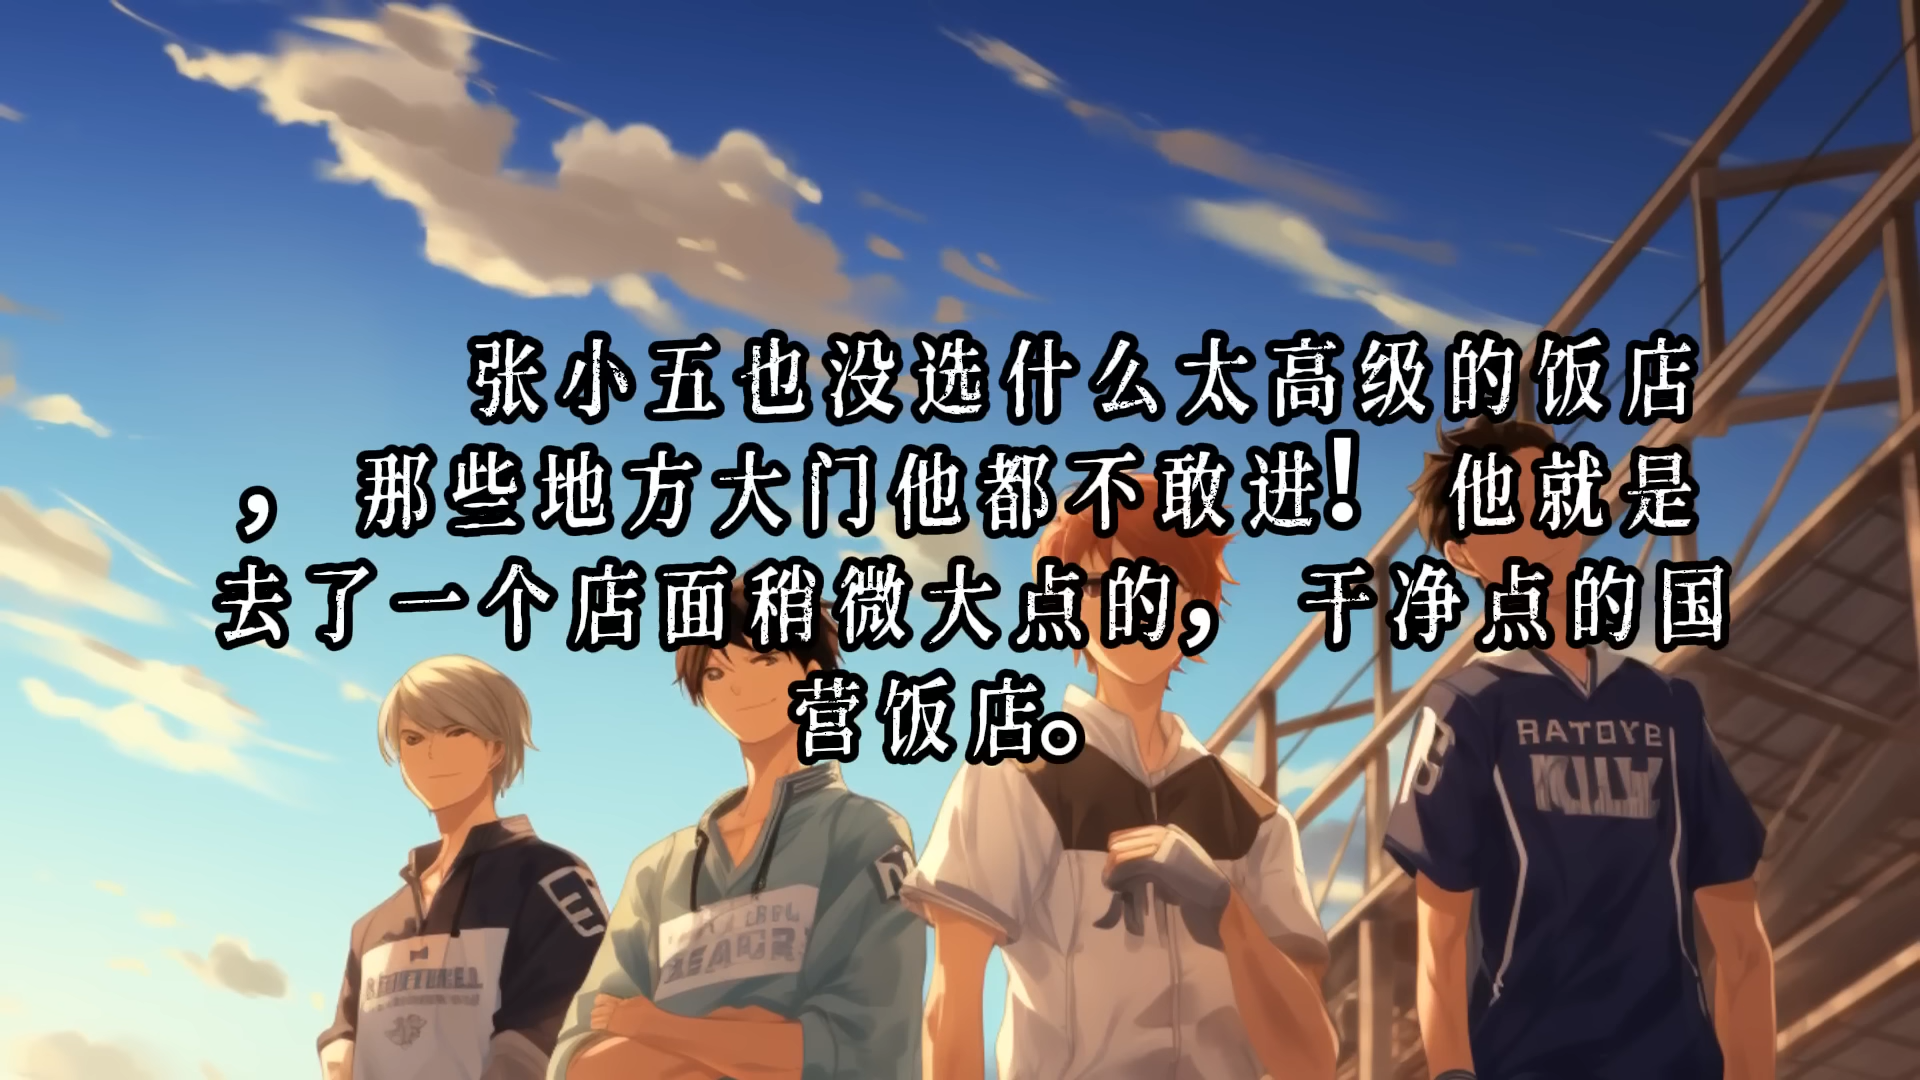 张小五也没选什么太高级的饭店
，那些地方大门他都不敢进！他就是
去了一个店面稍微大点的，干净点的国
营饭店。
RATOYE